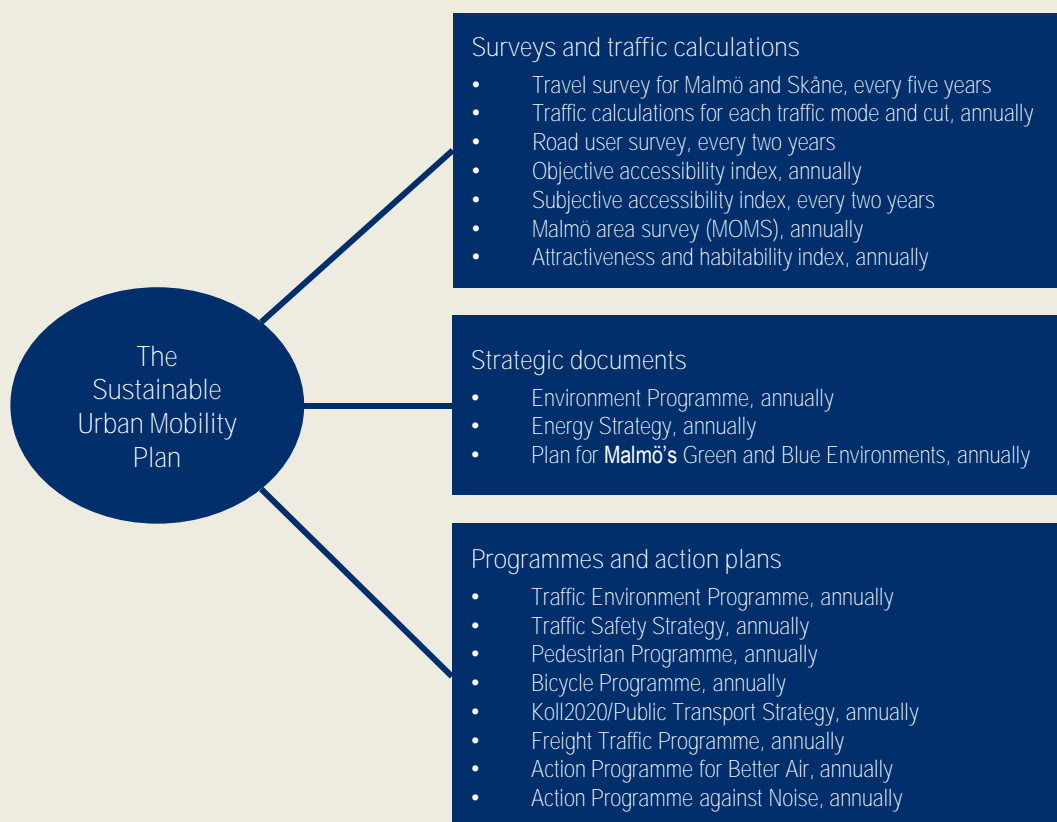 The
Sustainable
Urban Mobility
Plan
Surveys and traffic calculations
• Travel survey for Malmö and Skåne, every five years
• Traffic calculations for each traffic mode and cut, annually
• Road user survey, every two years
• Objective accessibility index, annually
• Subjective accessibility index, every two years
• Malmö area survey (MOMS), annually
• Attractiveness and habitability index, annually
Strategic documents
• Environment Programme, annually
• Energy Strategy, annually
• Plan for Malmö's Green and Blue Environments, annually
Programmes and action plans
• Traffic Environment Programme, annually
• Traffic Safety Strategy, annually
• Pedestrian Programme, annually
• Bicycle Programme, annually
• Koll2020/Public Transport Strategy, annually
• Freight Traffic Programme, annually
• Action Programme for Better Air, annually
• Action Programme against Noise, annually